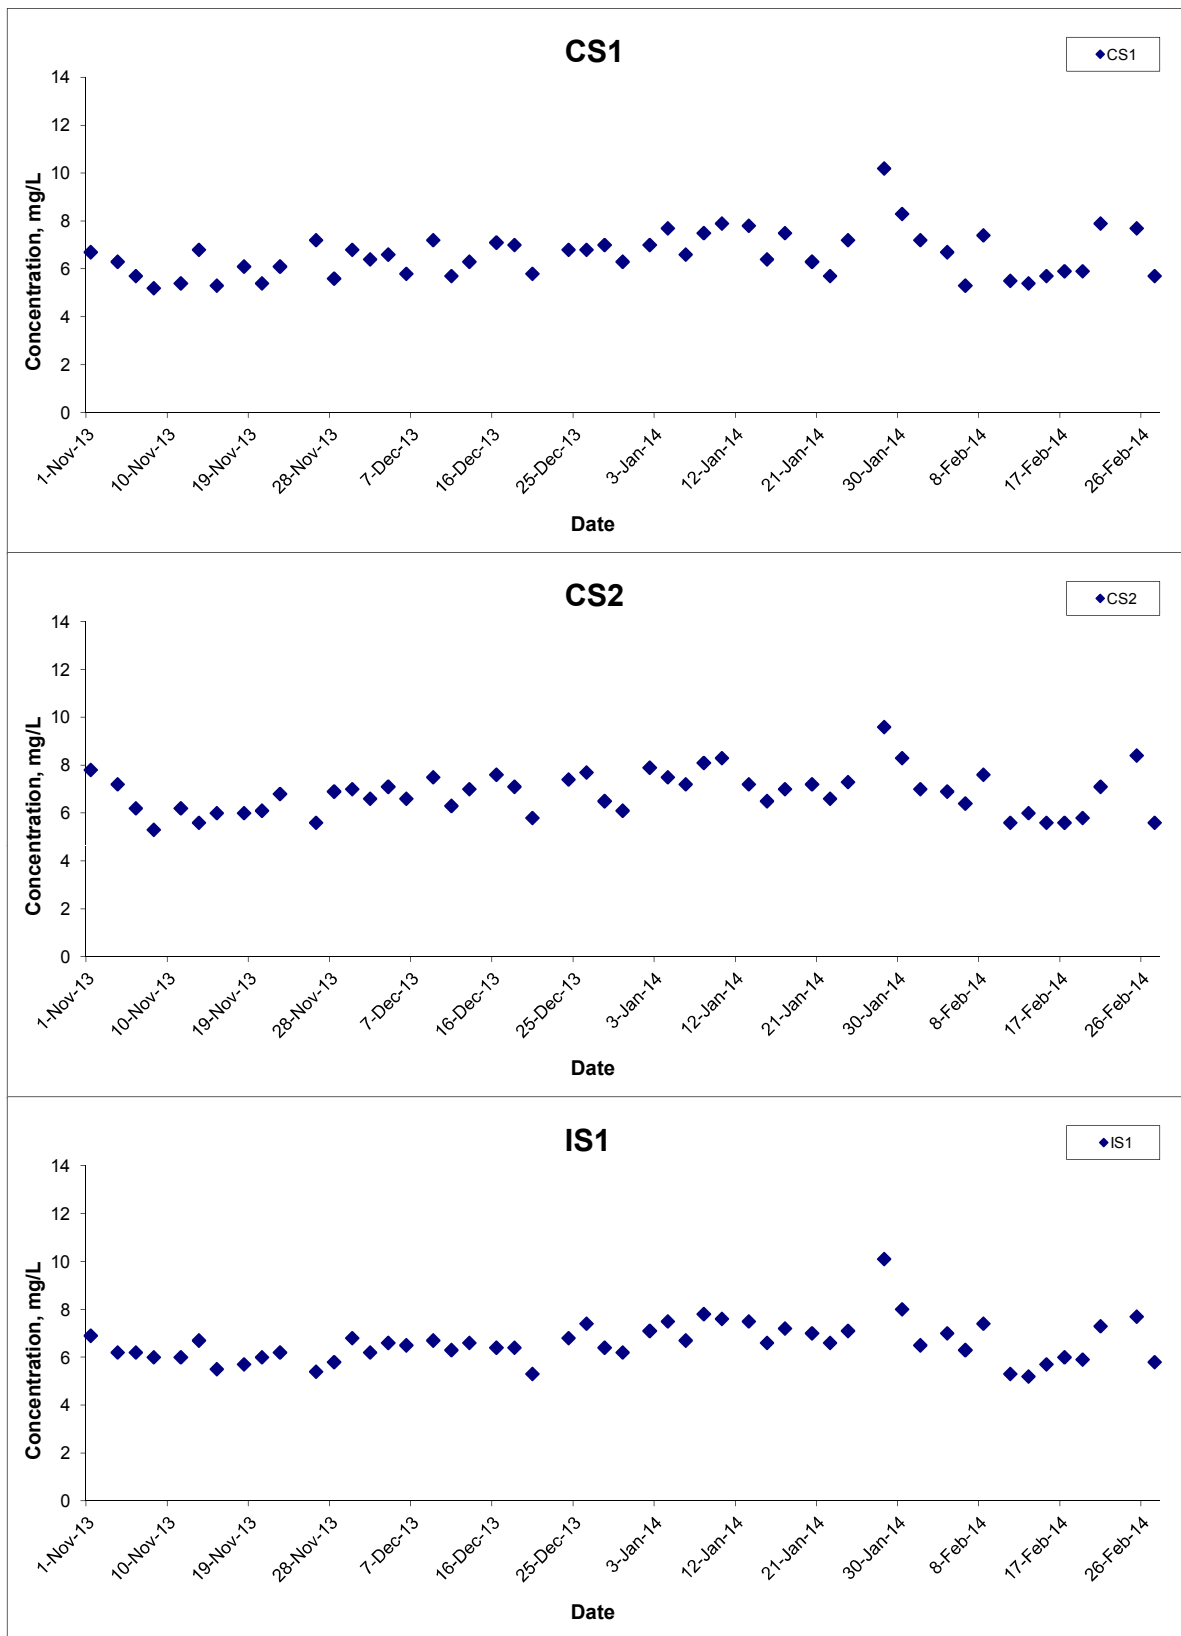 CS1
CS1
14
12
10
8
6
4
2
0
Concentration, mg/L
1-Nov-13
10-Nov-13
19-Nov-13
28-Nov-13
7-Dec-13
16-Dec-13
25-Dec-13
3-Jan-14
12-Jan-14
21-Jan-14
30-Jan-14
8-Feb-14
17-Feb-14
26-Feb-14
Date
CS2
CS2
14
12
10
8
6
4
2
0
Concentration, mg/L
1-Nov-13
10-Nov-13
19-Nov-13
28-Nov-13
7-Dec-13
16-Dec-13
25-Dec-13
3-Jan-14
12-Jan-14
21-Jan-14
30-Jan-14
8-Feb-14
17-Feb-14
26-Feb-14
Date
IS1
IS1
14
12
10
8
6
4
2
0
Concentration, mg/L
1-Nov-13
10-Nov-13
19-Nov-13
28-Nov-13
7-Dec-13
16-Dec-13
25-Dec-13
3-Jan-14
12-Jan-14
21-Jan-14
30-Jan-14
8-Feb-14
17-Feb-14
26-Feb-14
Date